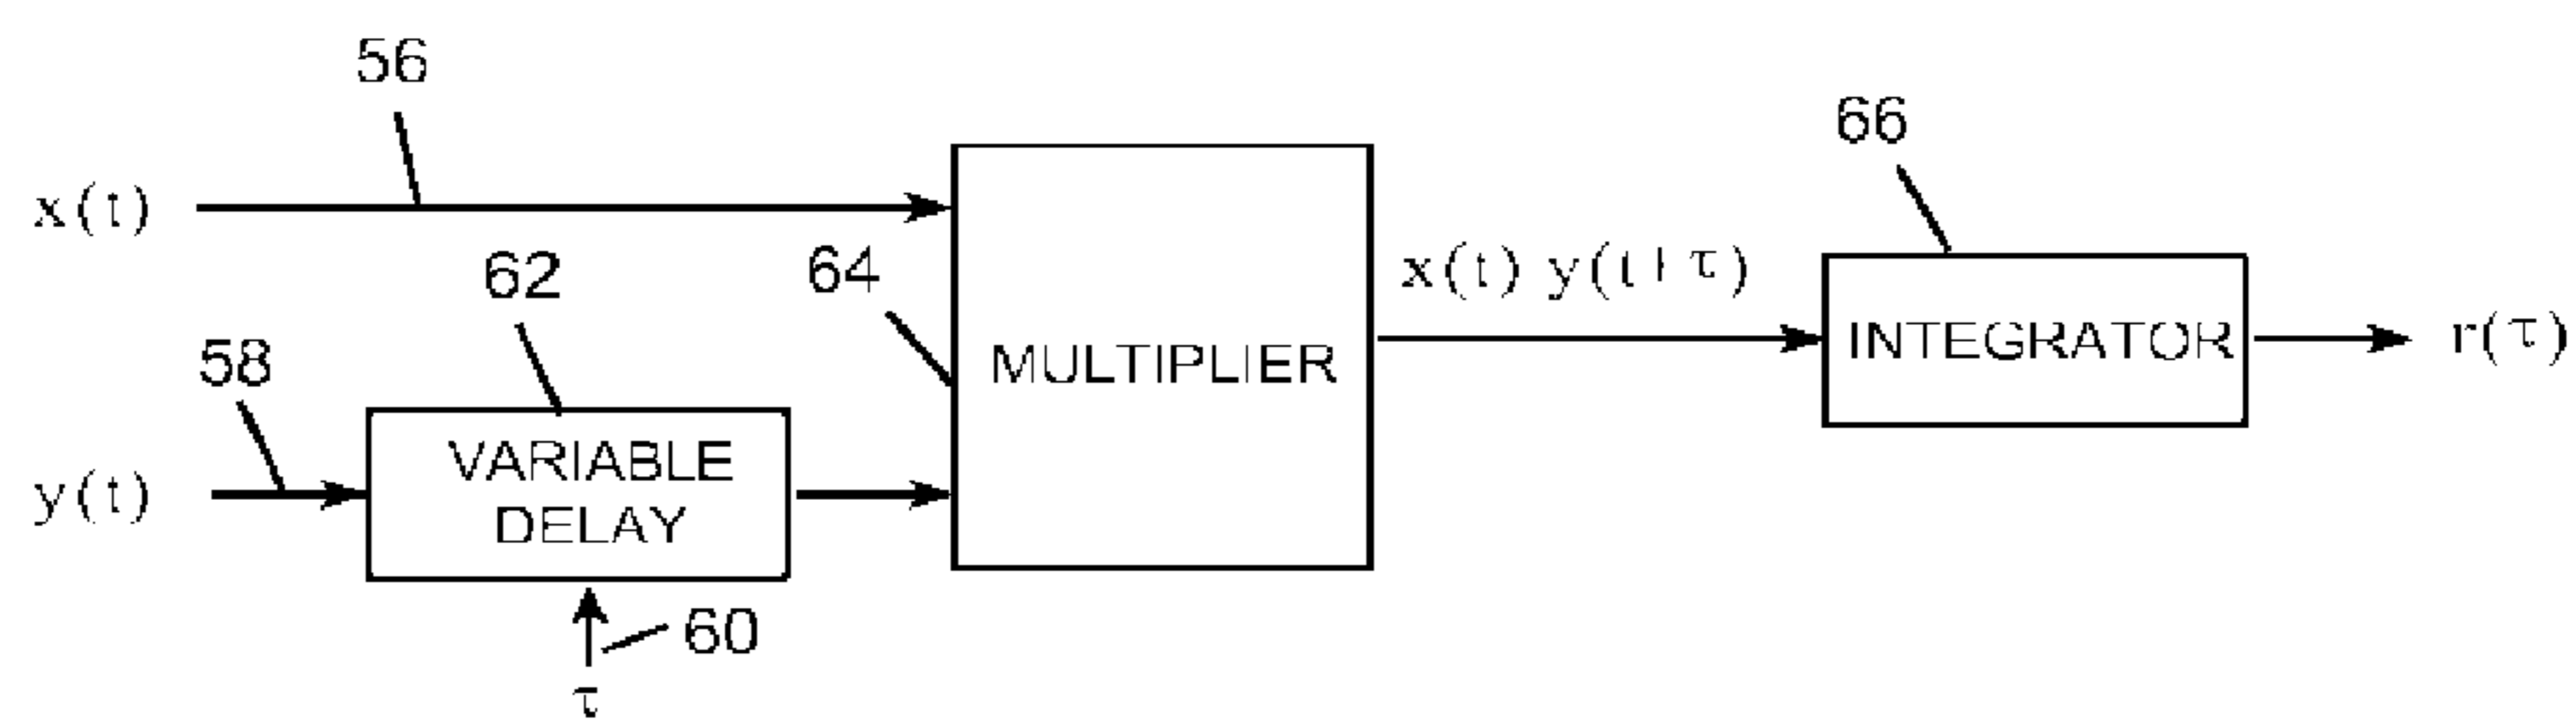 56
66
x(t)
62
64
x(t) y(t+τ)
58
MULTIPLIER
INTEGRATOR
r(τ)
y(t)
VARIABLE
DELAY
60
τ